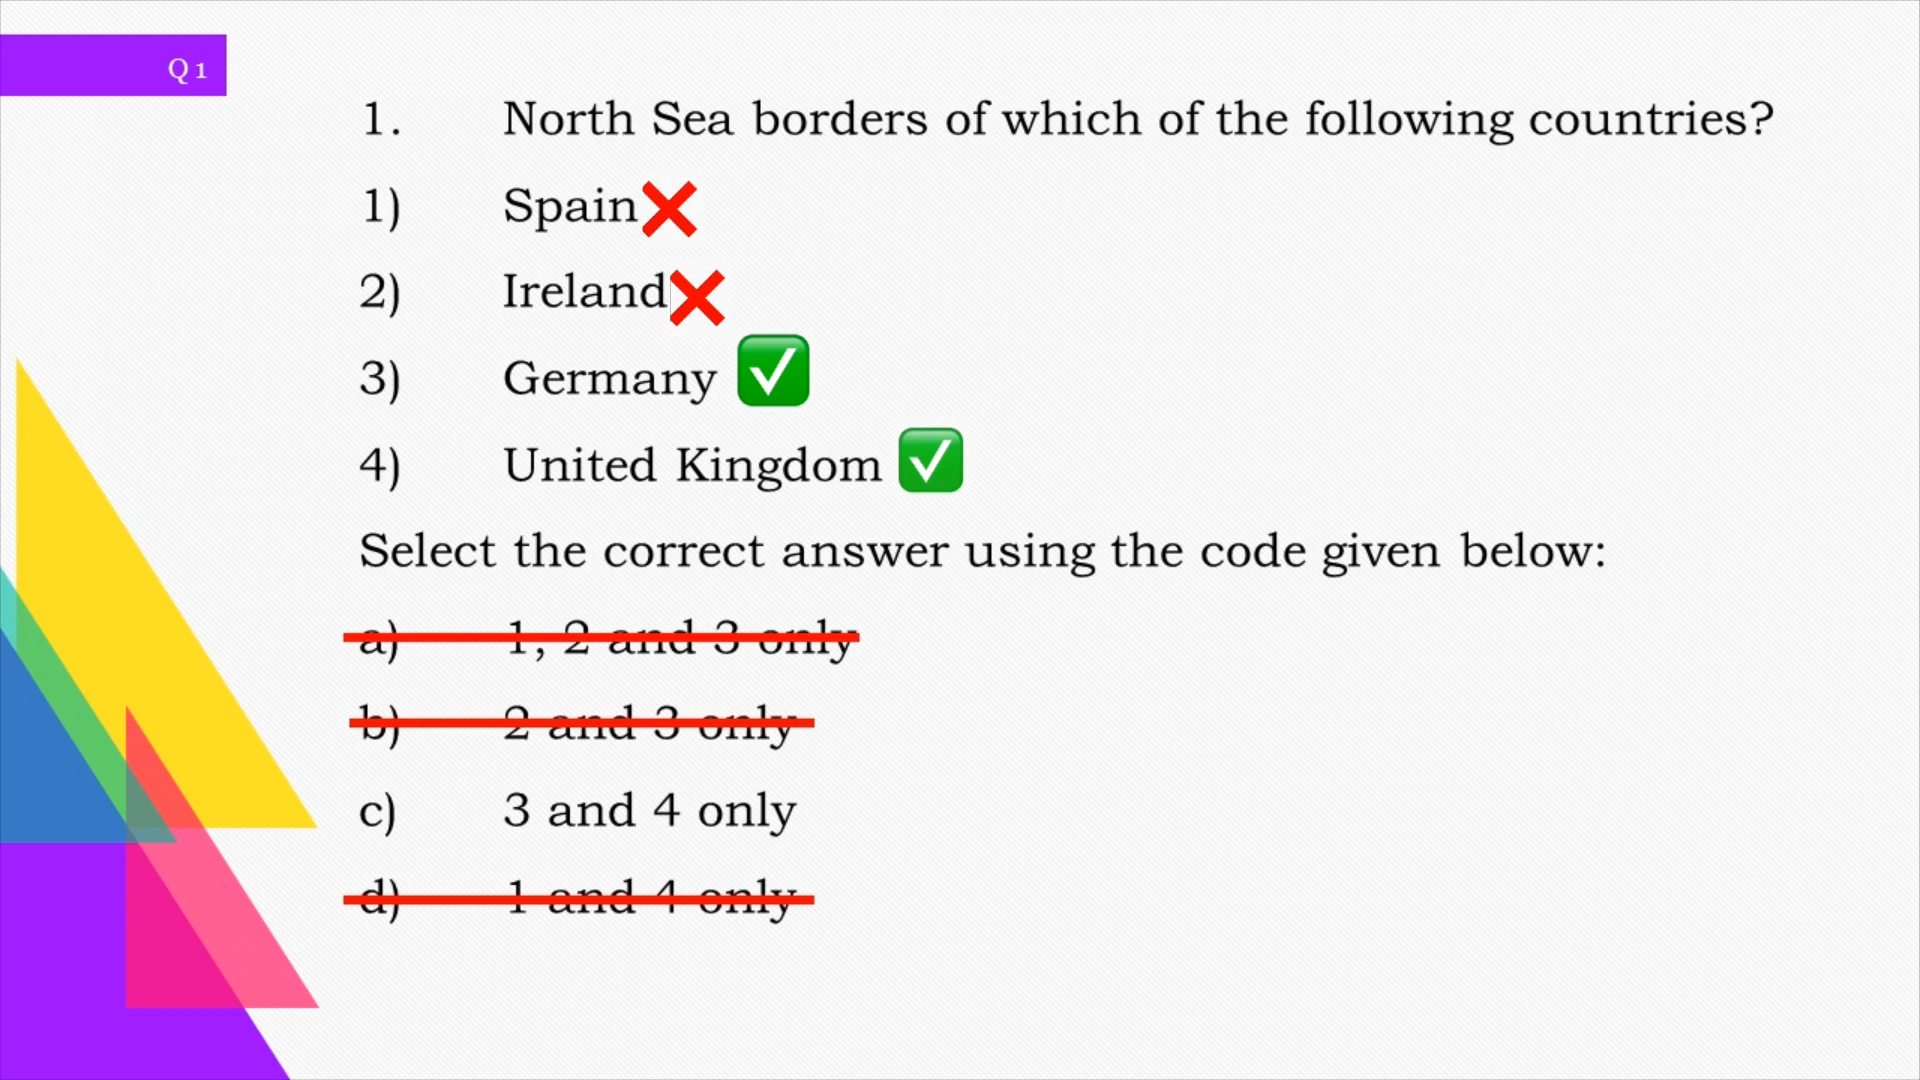 Q 1
1. North Sea borders of which of the following countries?
1) Spain
2) Ireland
3) Germany
4) United Kingdom
Select the correct answer using the code given below:
a) 1, 2 and 3 only
b) 2 and 3 only
c) 3 and 4 only
d) 1 and 4 only